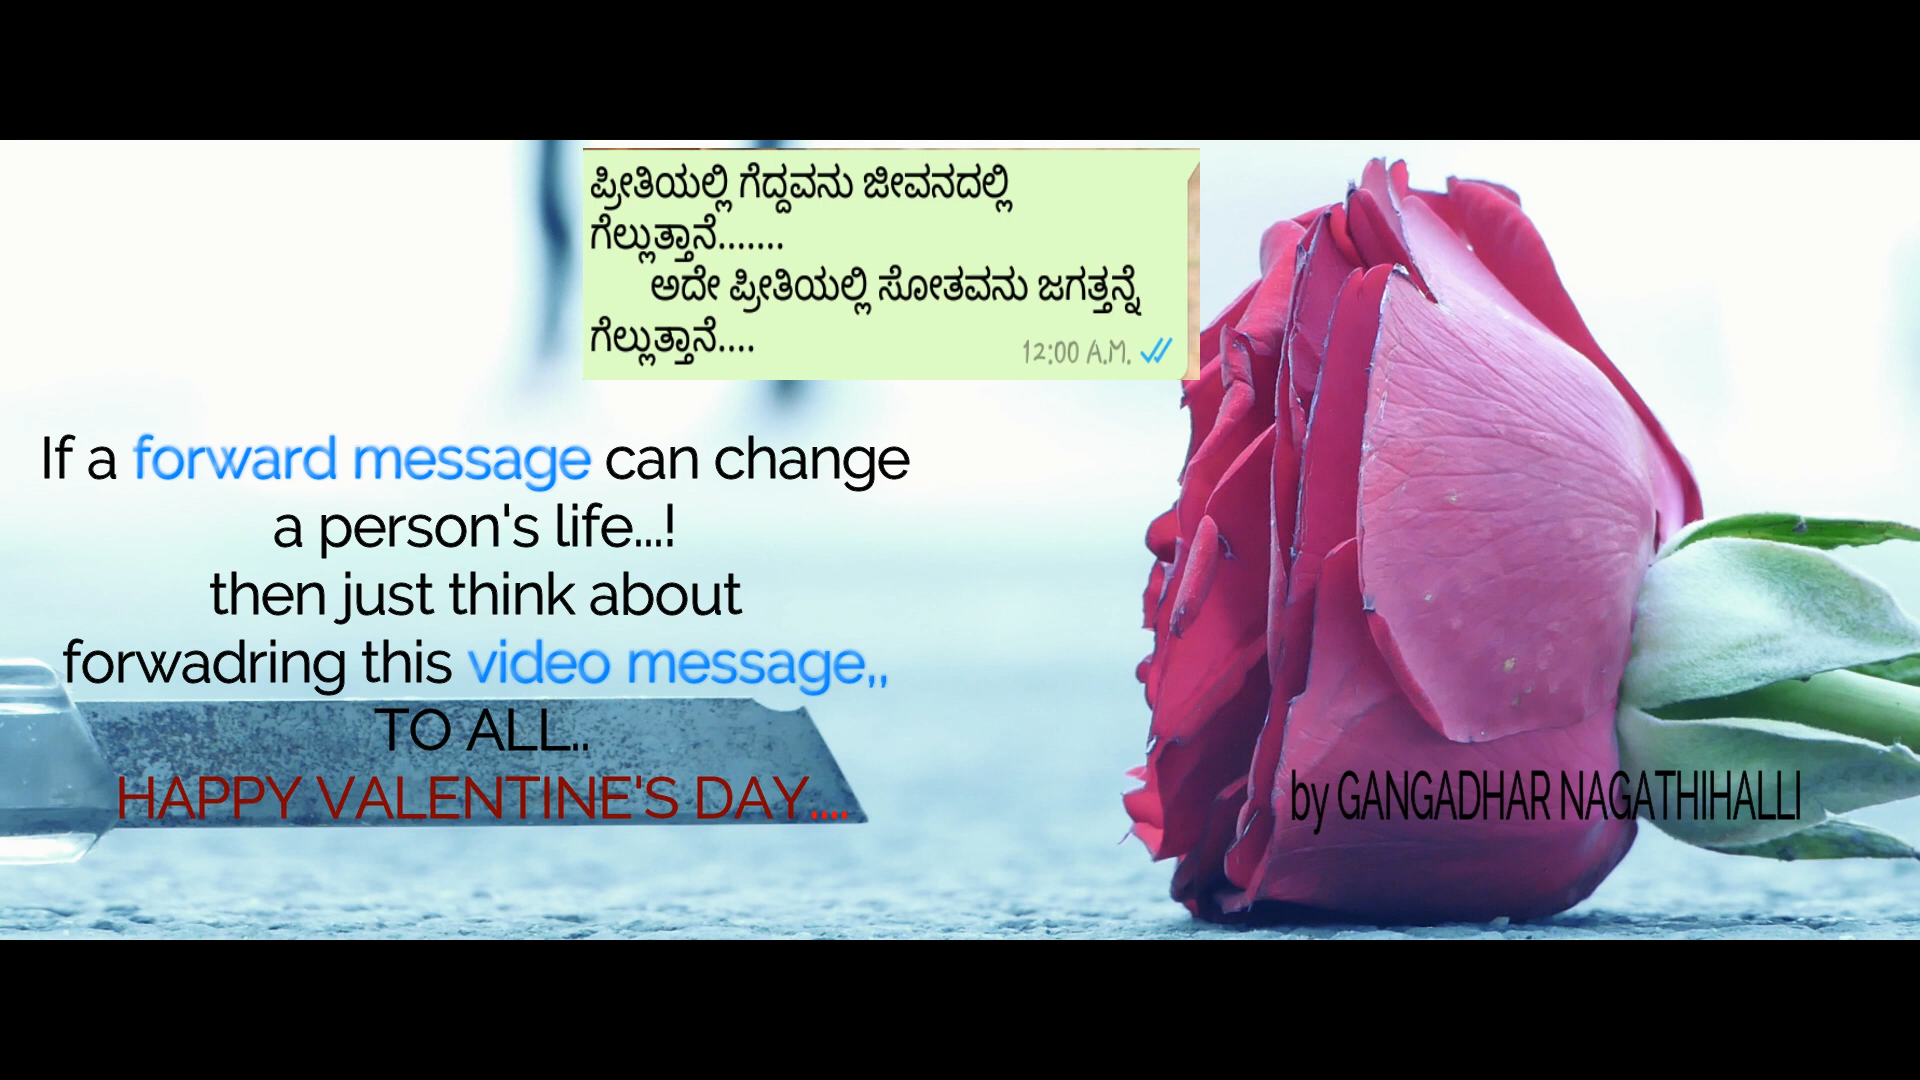 ಪ್ರೀತಿಯಲ್ಲಿ ಗೆದ್ದವನು ಜೀವನದಲ್ಲಿ
ಗೆಲ್ಲುತ್ತಾನೆ.......
ಅದೇ ಪ್ರೀತಿಯಲ್ಲಿ ಸೋತವನು ಜಗತ್ತನ್ನೆ
ಗೆಲ್ಲುತ್ತಾನೆ....
12:00 A.M.
If a forward message can change
a person's life...!
then just think about
forwadring this video message,,
TO ALL..
HAPPY VALENTINE'S DAY....
by GANGADHAR NAGATHIHALLI